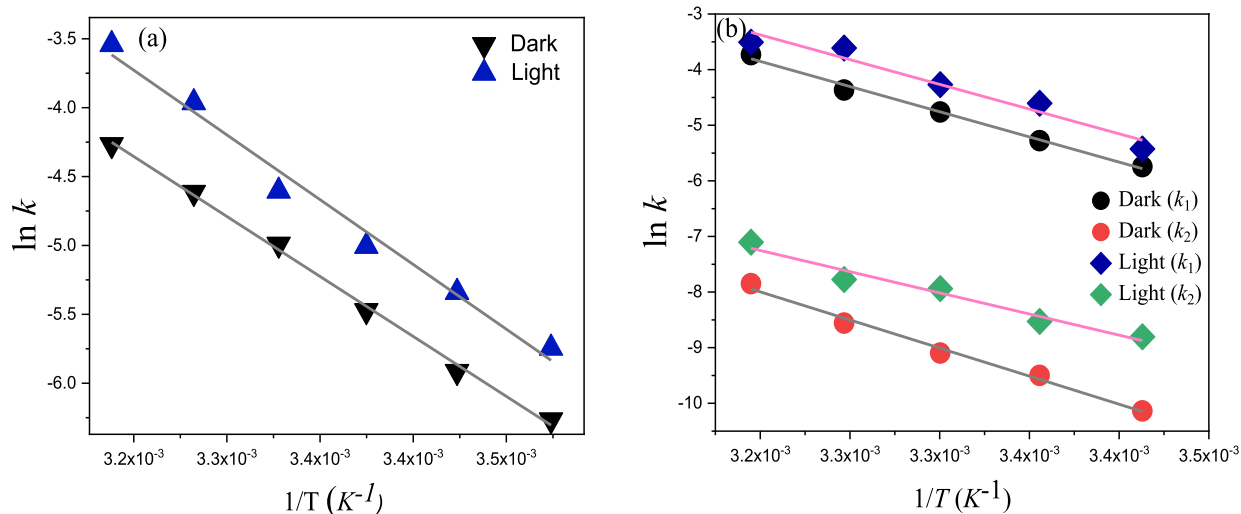 (a)
Dark
Light
-3.5
-4.0
-4.5
-5.0
-5.5
-6.0
ln k
3.2x10⁻³ 3.3x10⁻³ 3.4x10⁻³ 3.4x10⁻³ 3.5x10⁻³
1/T (K⁻¹)
(b)
-3
-4
-5
-6
-7
-8
-9
-10
ln k
Dark (k₁)
Dark (k₂)
Light (k₁)
Light (k₂)
3.2x10⁻³ 3.3x10⁻³ 3.3x10⁻³ 3.4x10⁻³ 3.4x10⁻³ 3.5x10⁻³
1/T (K⁻¹)